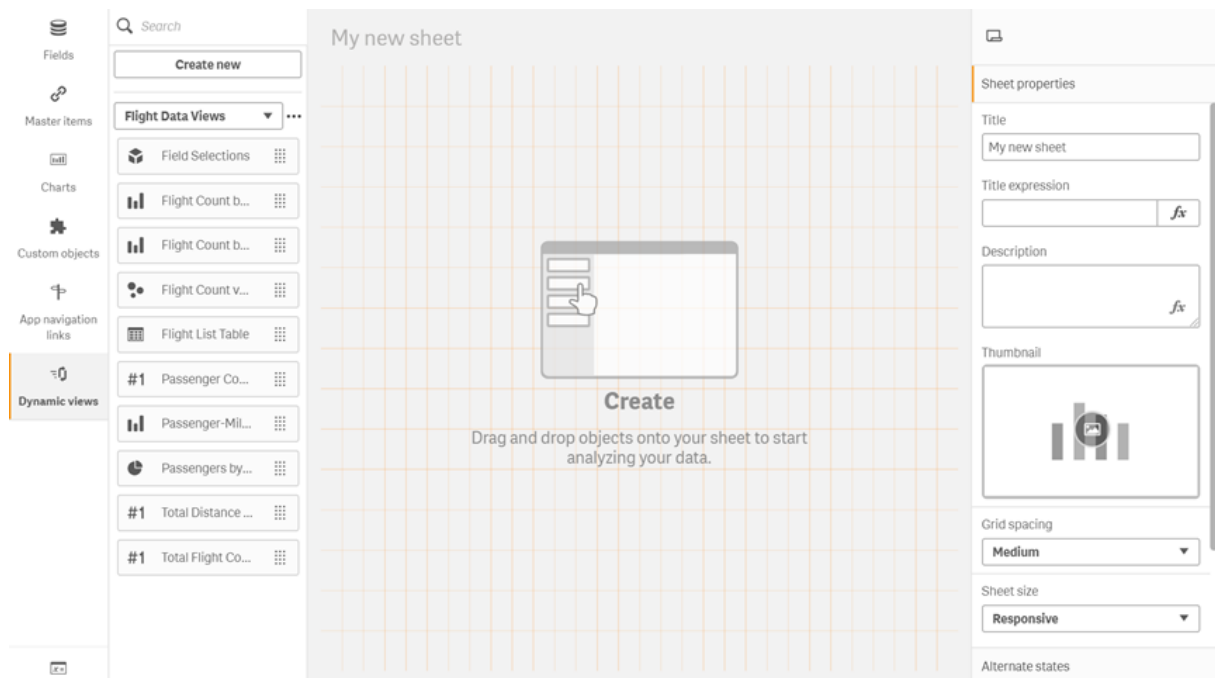 Fields
Master items
Charts
Custom objects
App navigation
links
Dynamic views
Search
Create new
Flight Data Views
Field Selections
Flight Count b...
Flight Count b...
Flight Count v...
Flight List Table
#1 Passenger Co...
Passenger-Mil...
Passengers by...
#1 Total Distance ...
#1 Total Flight Co...
My new sheet
Create
Drag and drop objects onto your sheet to start
analyzing your data.
Sheet properties
Title
My new sheet
Title expression
fx
Description
fx
Thumbnail
Grid spacing
Medium
Sheet size
Responsive
Alternate states